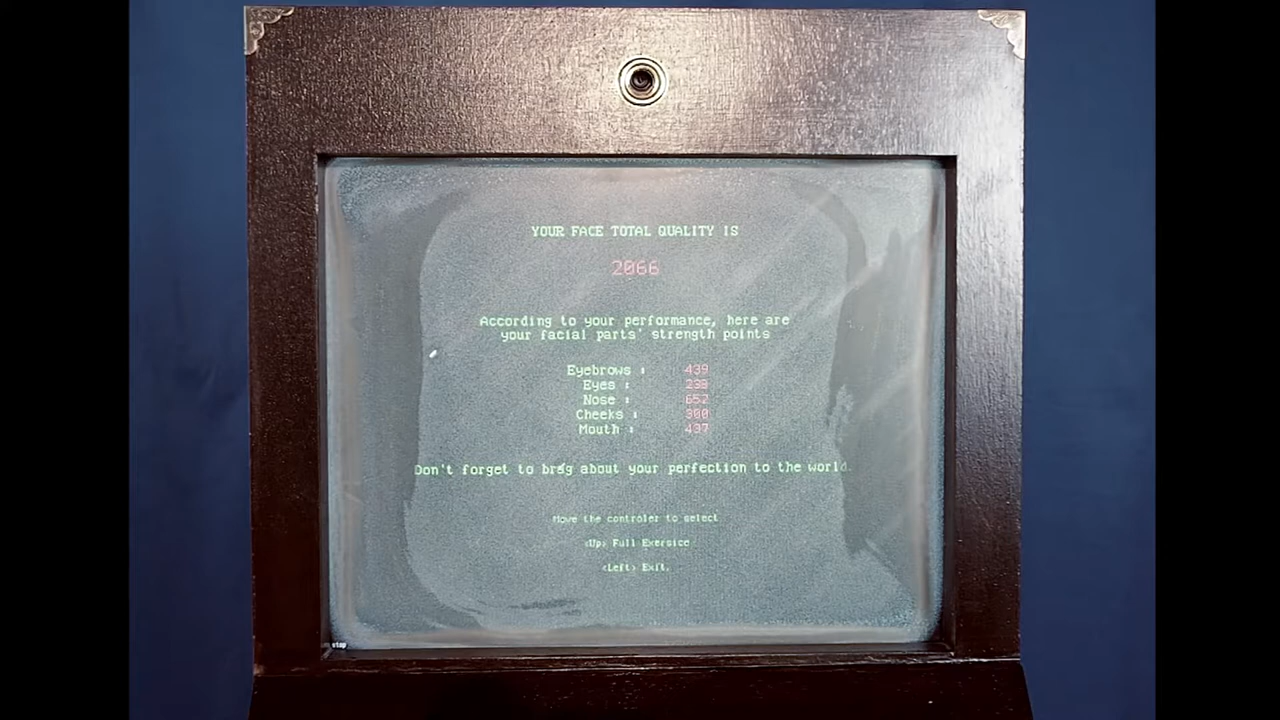 YOUR FACE TOTAL QUALITY IS
2066
According to your performance, here are
your facial parts' strength points
Eyebrows : 439
Eyes : 238
Nose : 652
Cheeks : 300
Mouth : 437
Don't forget to brag about your perfection to the world.
Move the controler to select
<Up> Full Exersice
<Left> Exit.
stop